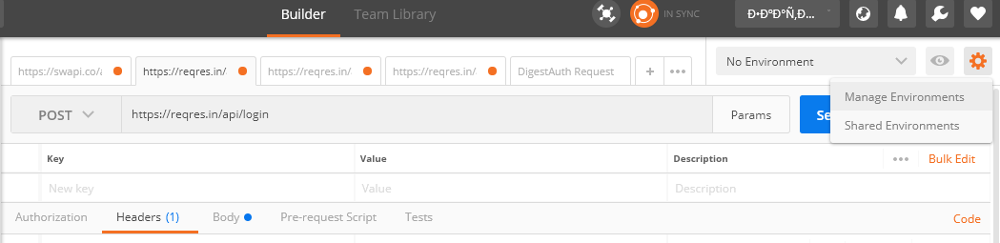 Builder Team Library IN SYNC Ð•ÐºÐ°Ñ‚Ð…
https://swapi.co/a https://reqres.in/ https://reqres.in/. https://reqres.in/. DigestAuth Request + ••• No Environment
Manage Environments
POST https://reqres.in/api/login Params Se
Shared Environments
Key Value Description ••• Bulk Edit
New key Value Description
Authorization Headers (1) Body Pre-request Script Tests Code